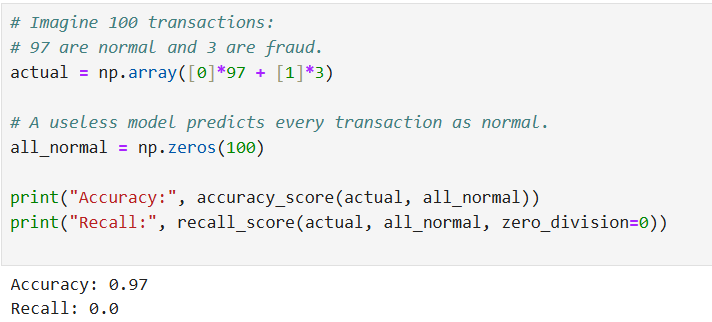 # Imagine 100 transactions:
# 97 are normal and 3 are fraud.
actual = np.array([0]*97 + [1]*3)
# A useless model predicts every transaction as normal.
all_normal = np.zeros(100)
print("Accuracy:", accuracy_score(actual, all_normal))
print("Recall:", recall_score(actual, all_normal, zero_division=0))
Accuracy: 0.97
Recall: 0.0